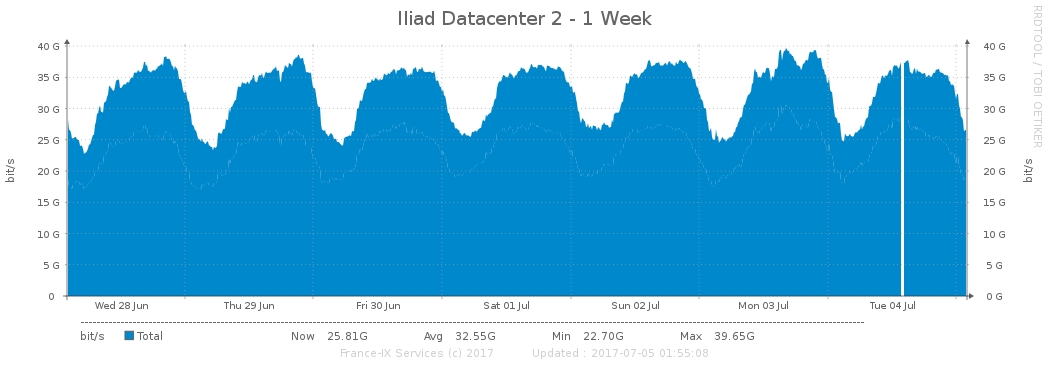 Iliad Datacenter 2 - 1 Week
RRDTOOL / TOBI OETIKER
40 G 40 G
35 G 35 G
30 G 30 G
25 G 25 G
20 G 20 G
15 G 15 G
10 G 10 G
5 G 5 G
0 0 G
bit/s bit/s
Wed 28 Jun Thu 29 Jun Fri 30 Jun Sat 01 Jul Sun 02 Jul Mon 03 Jul Tue 04 Jul
bit/s Total Now 25.81G Avg 32.55G Min 22.70G Max 39.65G
France-IX Services (c) 2017 Updated : 2017-07-05 01:55:08